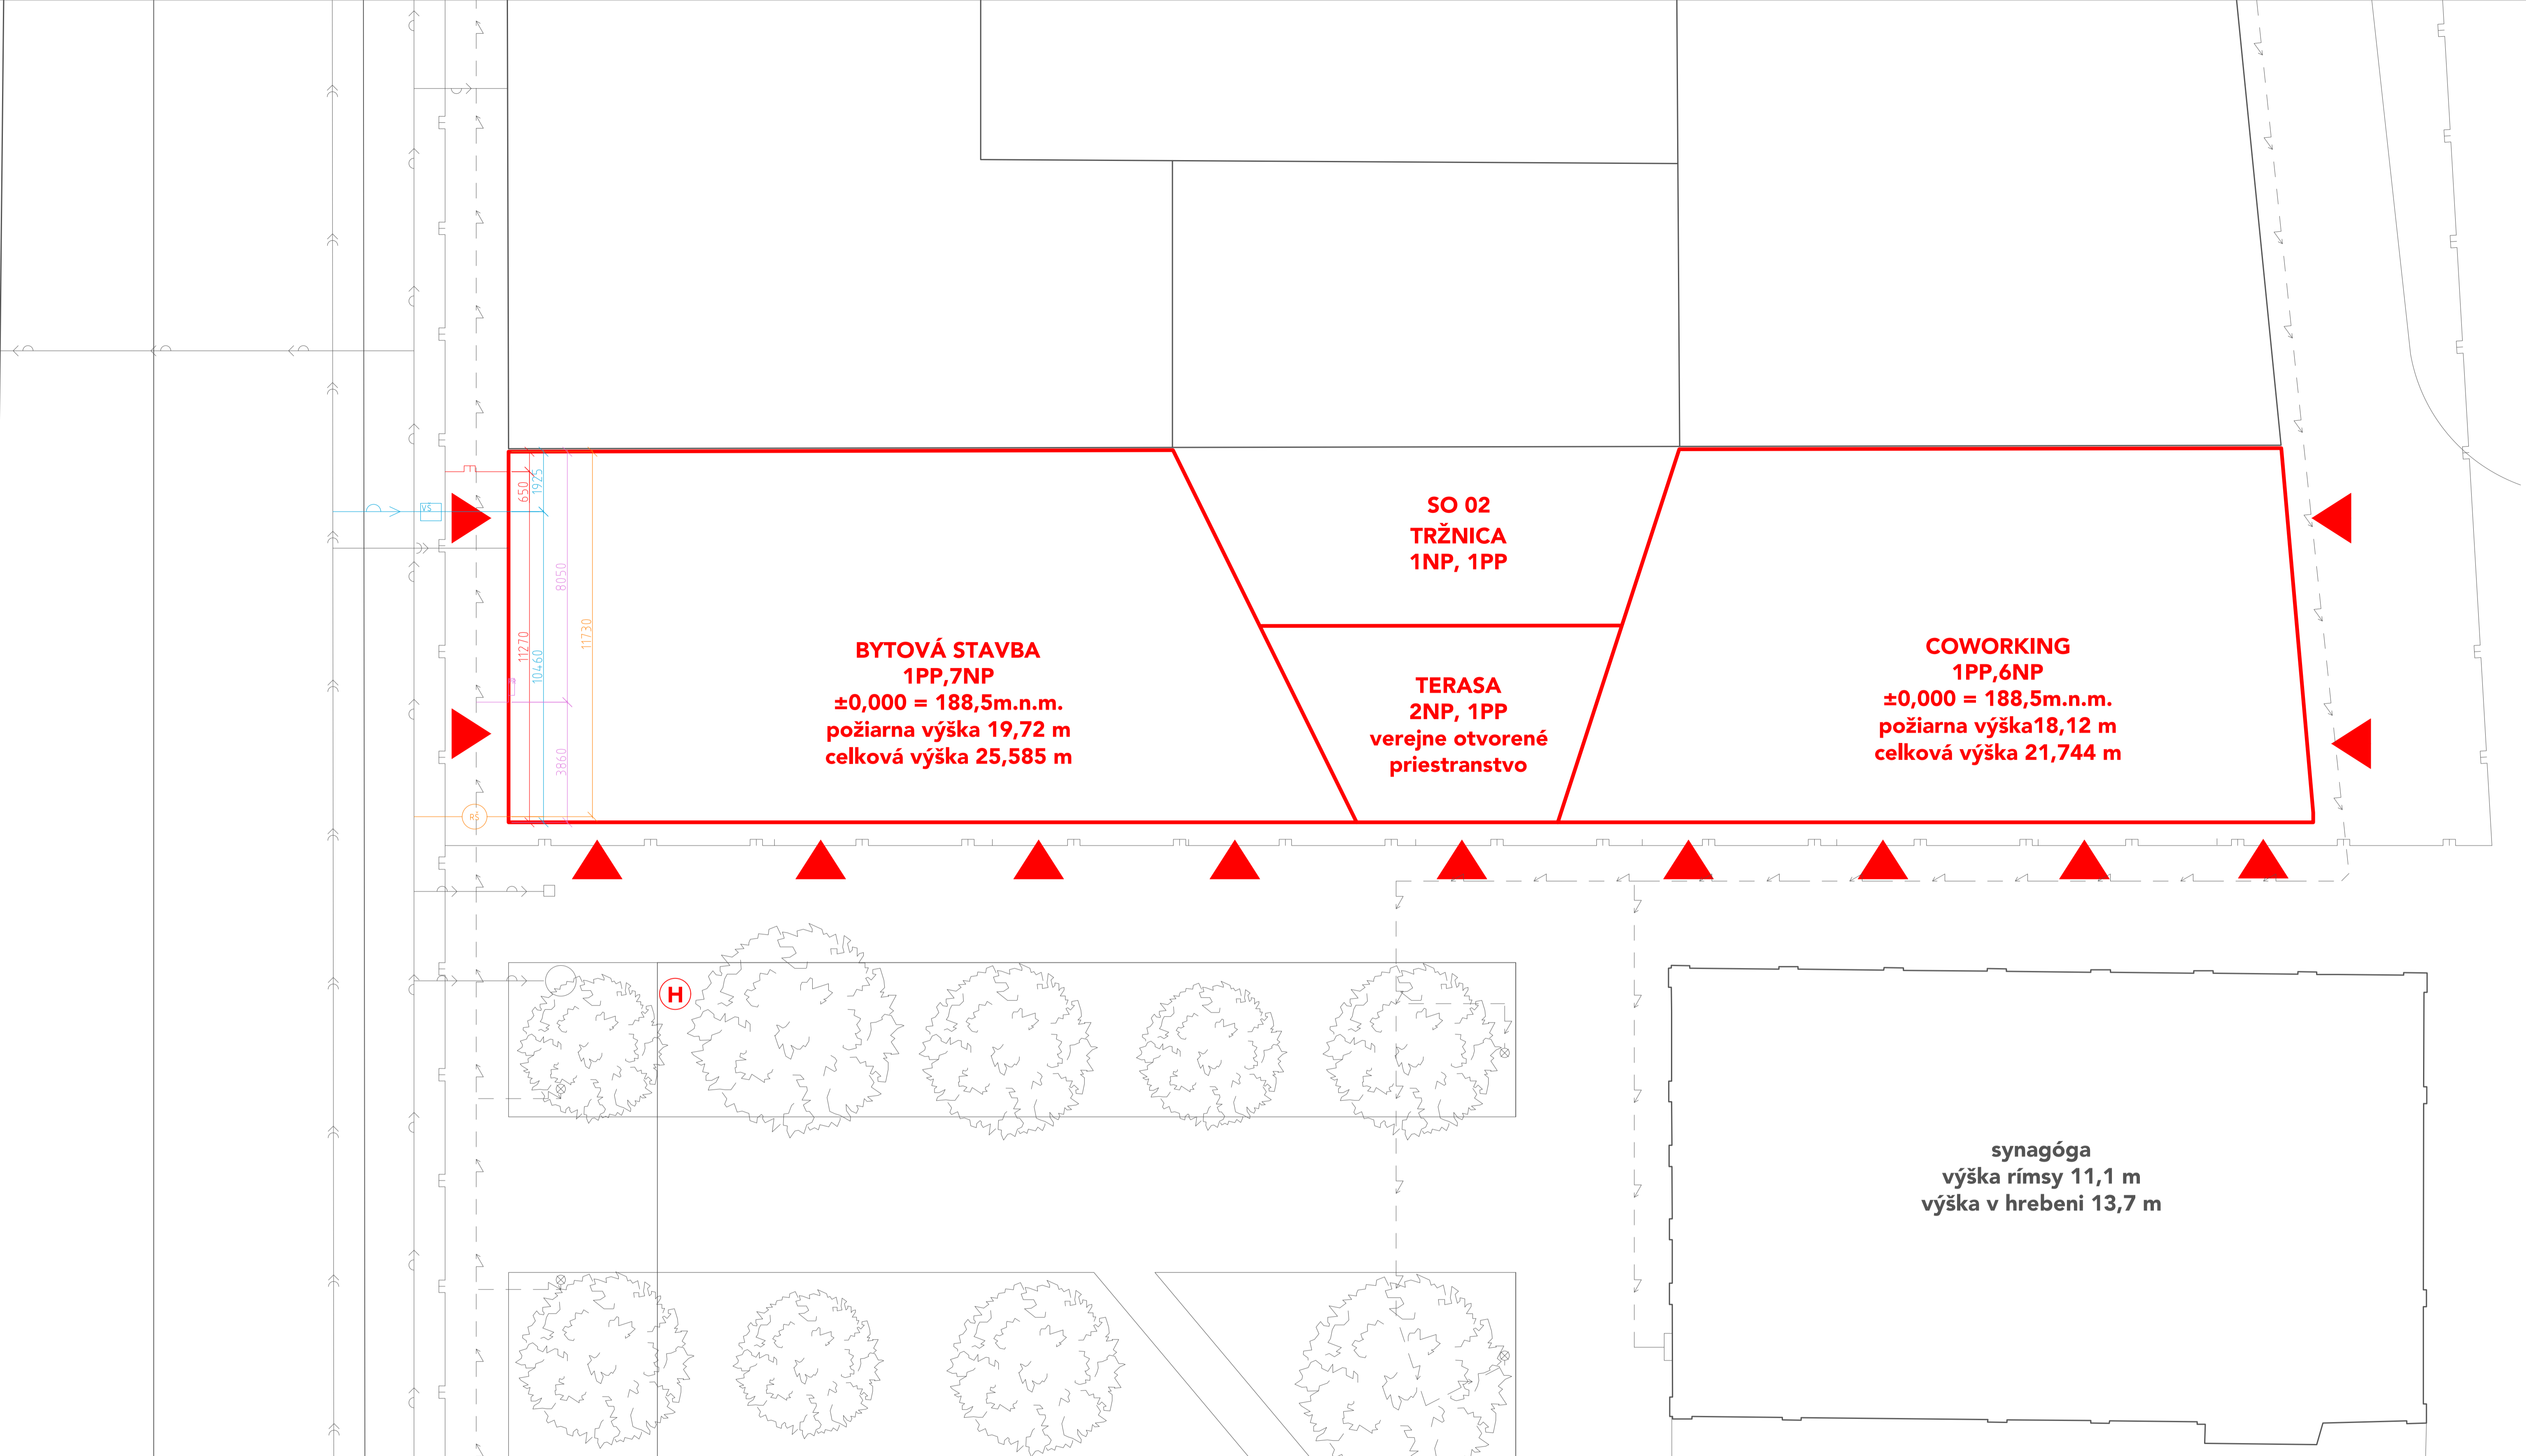 650
1925
VŠ
8050
11730
11270
10460
3860
RŠ
SO 02
TRŽNICA
1NP, 1PP
BYTOVÁ STAVBA
1PP,7NP
±0,000 = 188,5m.n.m.
požiarna výška 19,72 m
celková výška 25,585 m
TERASA
2NP, 1PP
verejne otvorené
priestranstvo
COWORKING
1PP,6NP
±0,000 = 188,5m.n.m.
požiarna výška18,12 m
celková výška 21,744 m
H
synagóga
výška rímsy 11,1 m
výška v hrebeni 13,7 m